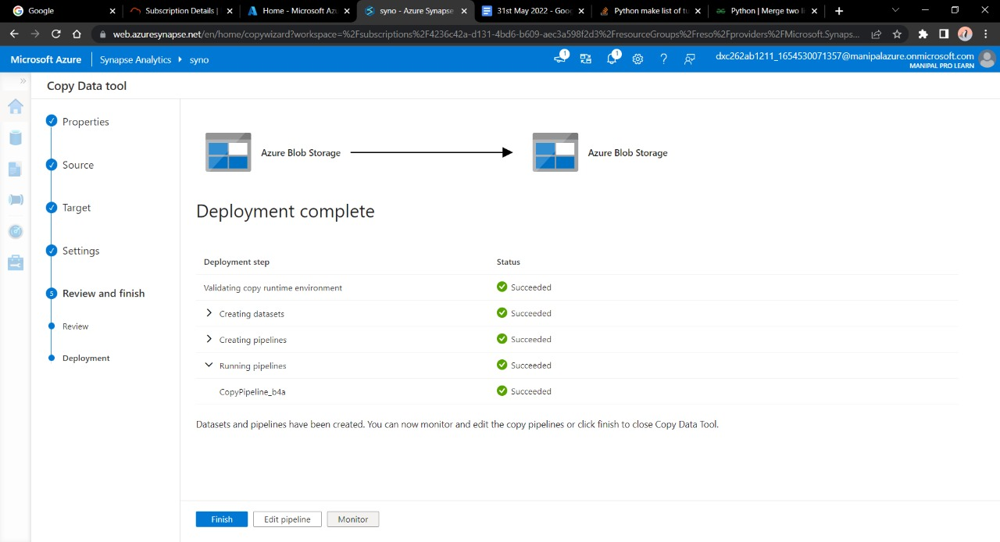 Google
Subscription Details |
Home - Microsoft Az
syno - Azure Synapse
31st May 2022 - Goo
Python make list of tu
Python | Merge two li
web.azuresynapse.net/en/home/copywizard?workspace=%2Fsubscriptions%2F4236c42a-d131-4bd6-b609-aec3a598f2d3%2FresourceGroups%2Freso%2Fproviders%2FMicrosoft.Synaps...
Microsoft Azure
Synapse Analytics
syno
1
1
dxc262ab1211_1654530071357@manipalazure.onmicrosoft.com
MANIPAL PRO LEARN
Copy Data tool
Properties
Source
Target
Settings
5
Review and finish
Review
Deployment
Azure Blob Storage
Azure Blob Storage
Deployment complete
Deployment step Status
Validating copy runtime environment Succeeded
Creating datasets Succeeded
Creating pipelines Succeeded
Running pipelines Succeeded
CopyPipeline_b4a Succeeded
Datasets and pipelines have been created. You can now monitor and edit the copy pipelines or click finish to close Copy Data Tool.
Finish
Edit pipeline
Monitor